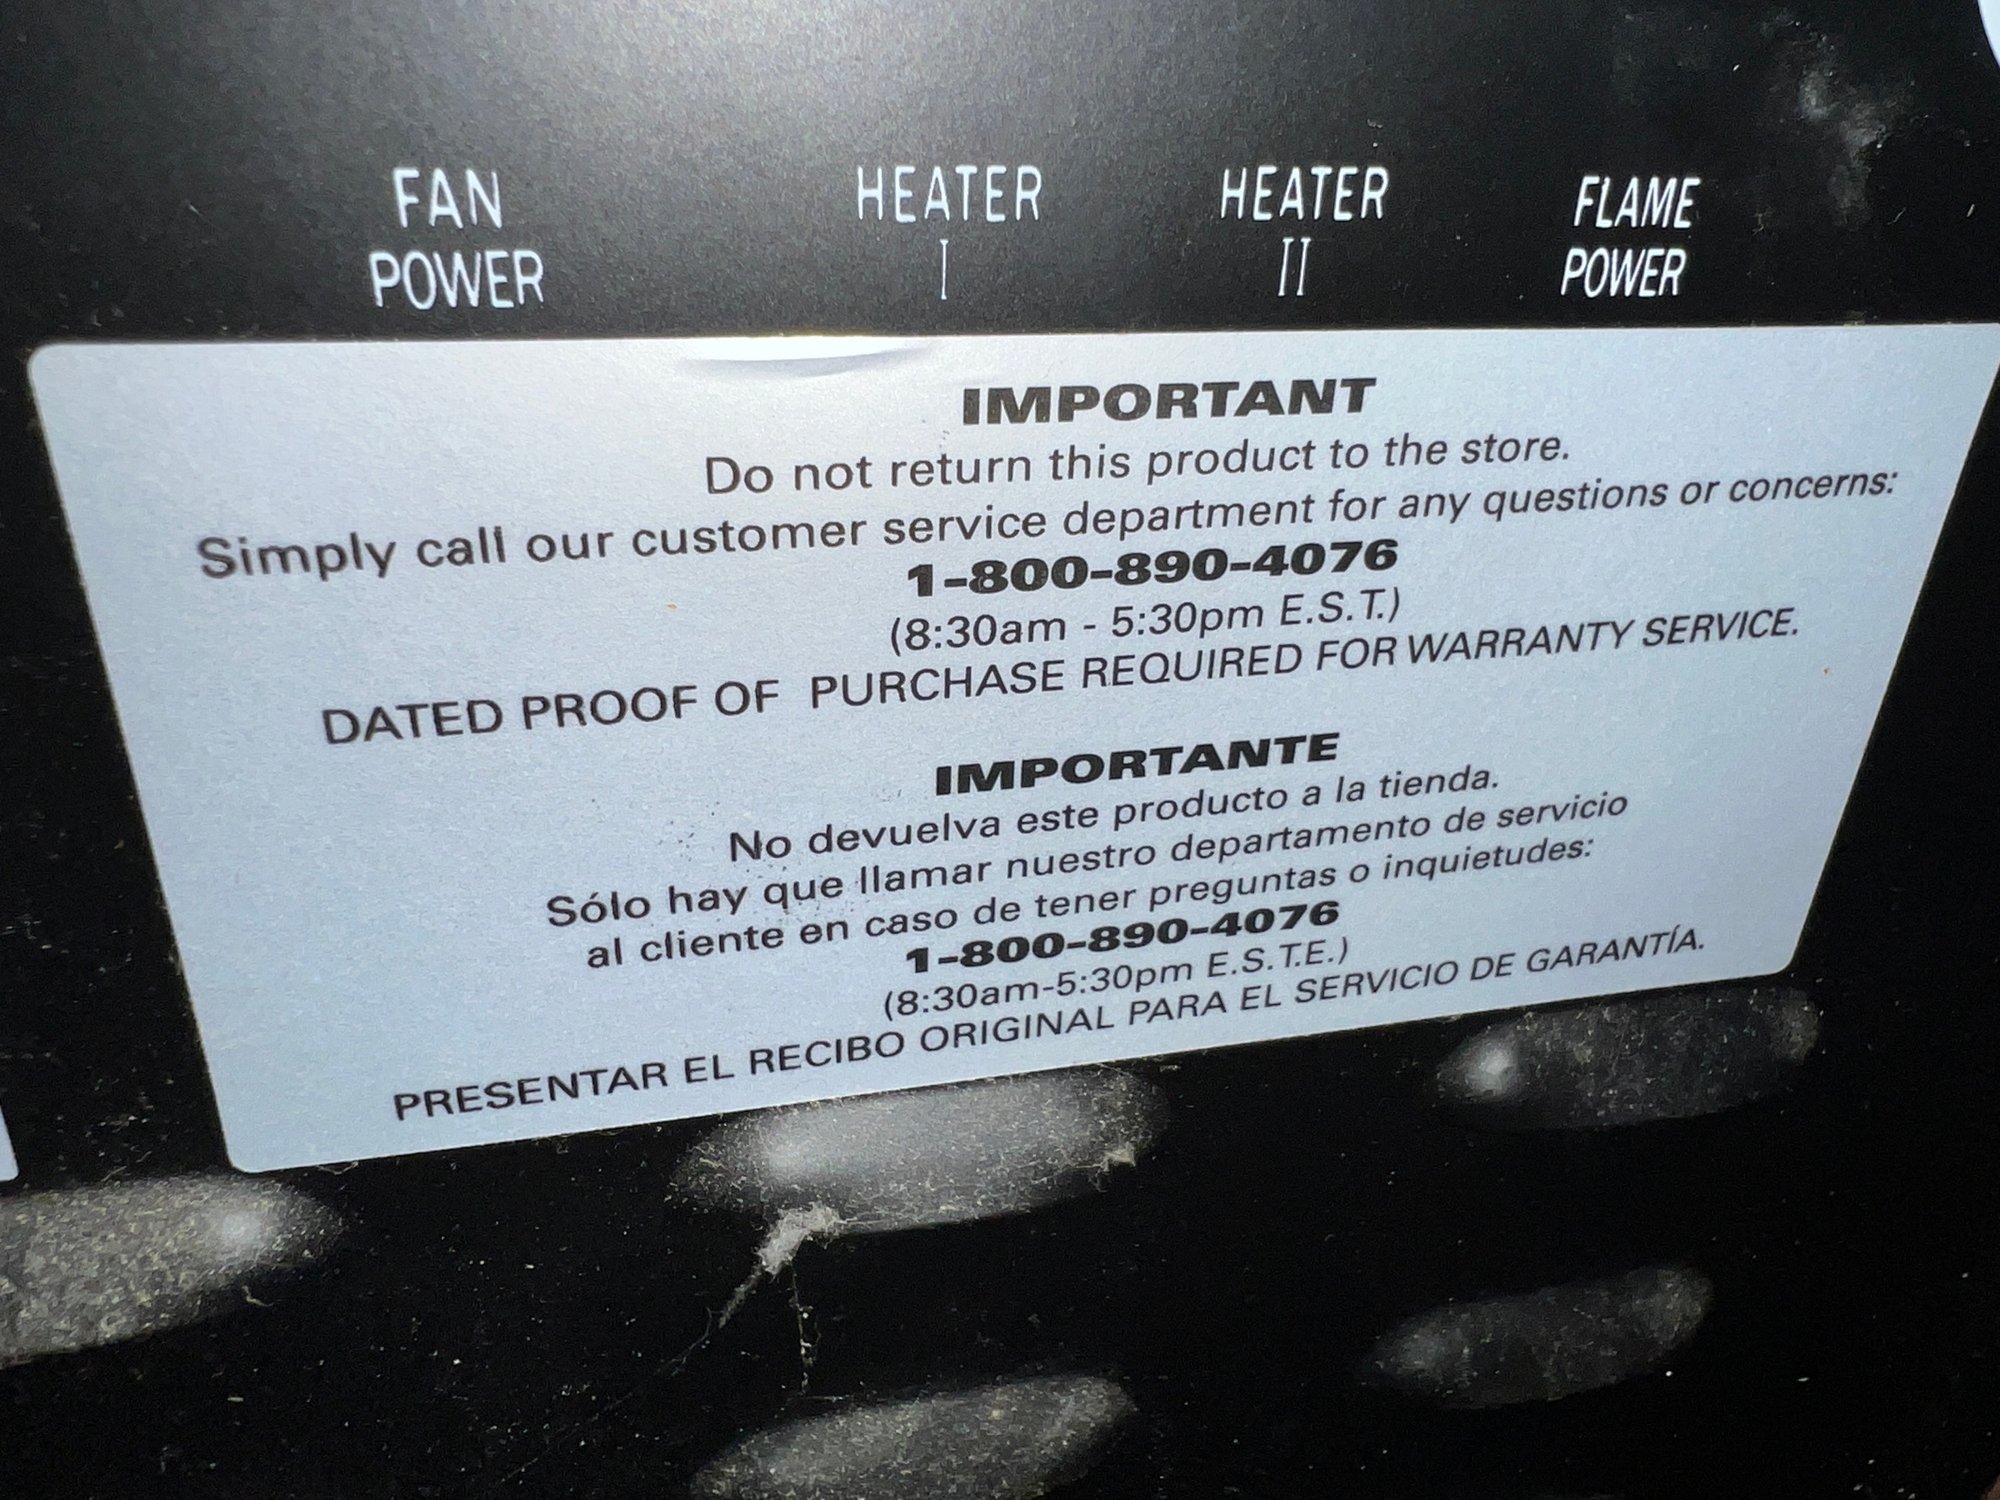 FAN HEATER HEATER FLAME
POWER I II POWER
IMPORTANT
Do not return this product to the store.
Simply call our customer service department for any questions or concerns:
1-800-890-4076
(8:30am - 5:30pm E.S.T.)
DATED PROOF OF PURCHASE REQUIRED FOR WARRANTY SERVICE.
IMPORTANTE
No devuelva este producto a la tienda.
Sólo hay que llamar nuestro departamento de servicio
al cliente en caso de tener preguntas o inquietudes:
1-800-890-4076
(8:30am-5:30pm E.S.T.E.)
PRESENTAR EL RECIBO ORIGINAL PARA EL SERVICIO DE GARANTÍA.